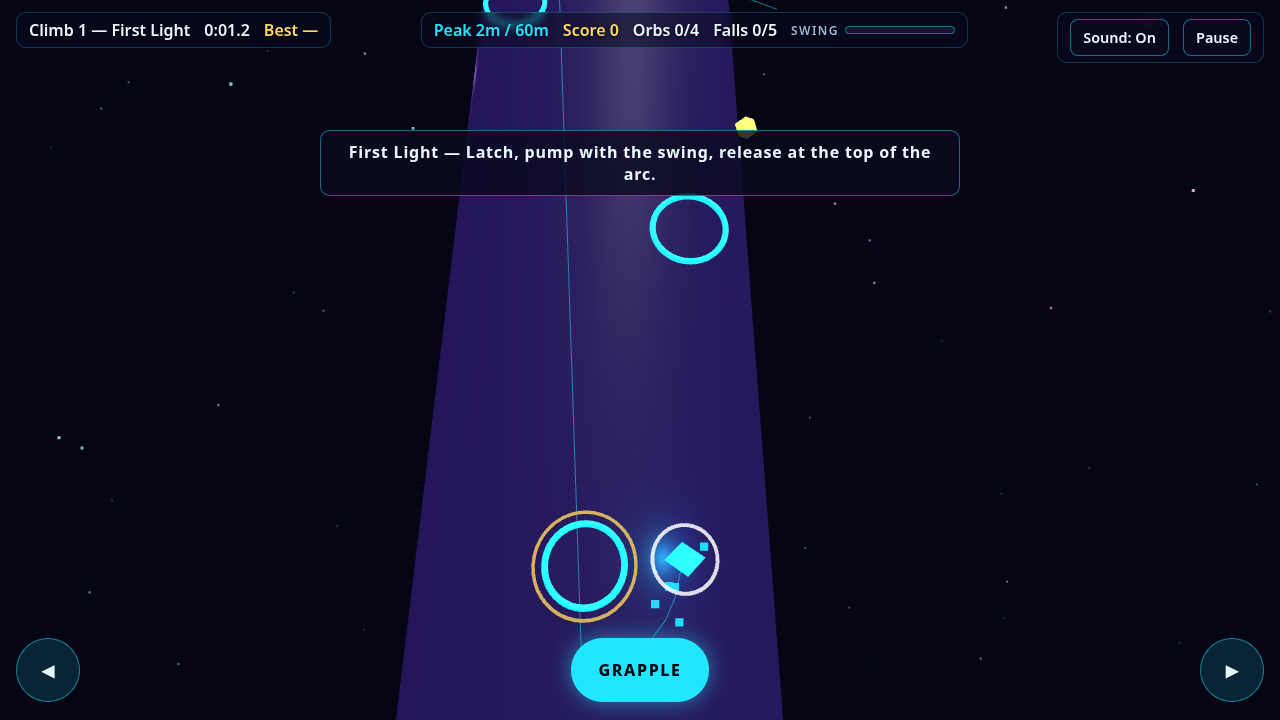 Climb 1 — First Light 0:01.2 Best —
Peak 2m / 60m Score 0 Orbs 0/4 Falls 0/5 SWING
Sound: On
Pause
First Light — Latch, pump with the swing, release at the top of the
arc.
◀
GRAPPLE
▶